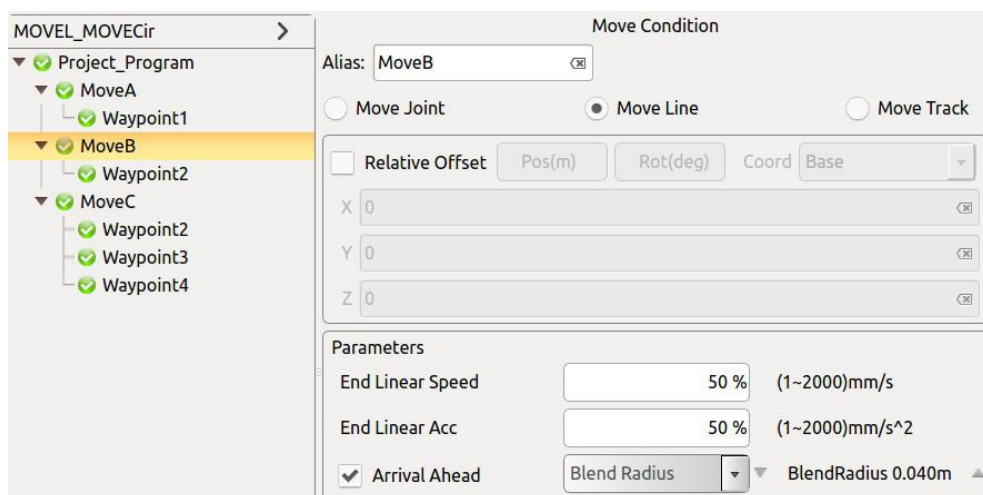 MOVEL_MOVECir
Project_Program
MoveA
Waypoint1
MoveB
Waypoint2
MoveC
Waypoint2
Waypoint3
Waypoint4
Move Condition
Alias: MoveB
Move Joint Move Line Move Track
Relative Offset Pos(m) Rot(deg) Coord Base
X 0
Y 0
Z 0
Parameters
End Linear Speed 50 % (1~2000)mm/s
End Linear Acc 50 % (1~2000)mm/s^2
Arrival Ahead Blend Radius BlendRadius 0.040m